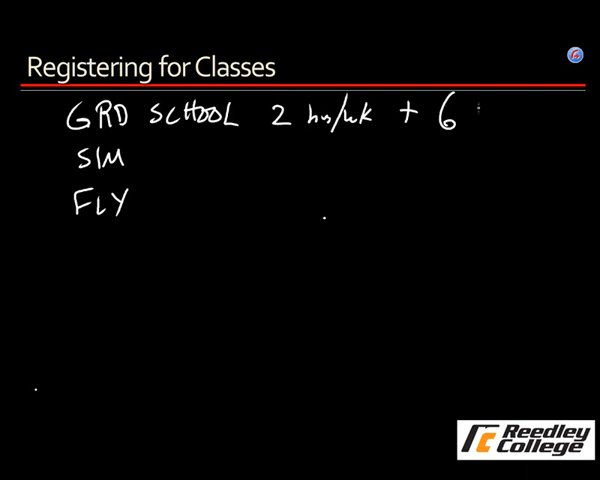 Registering for Classes
GRD SCHOOL 2 hrs/wk + 6
SIM
FLY
Reedley
College